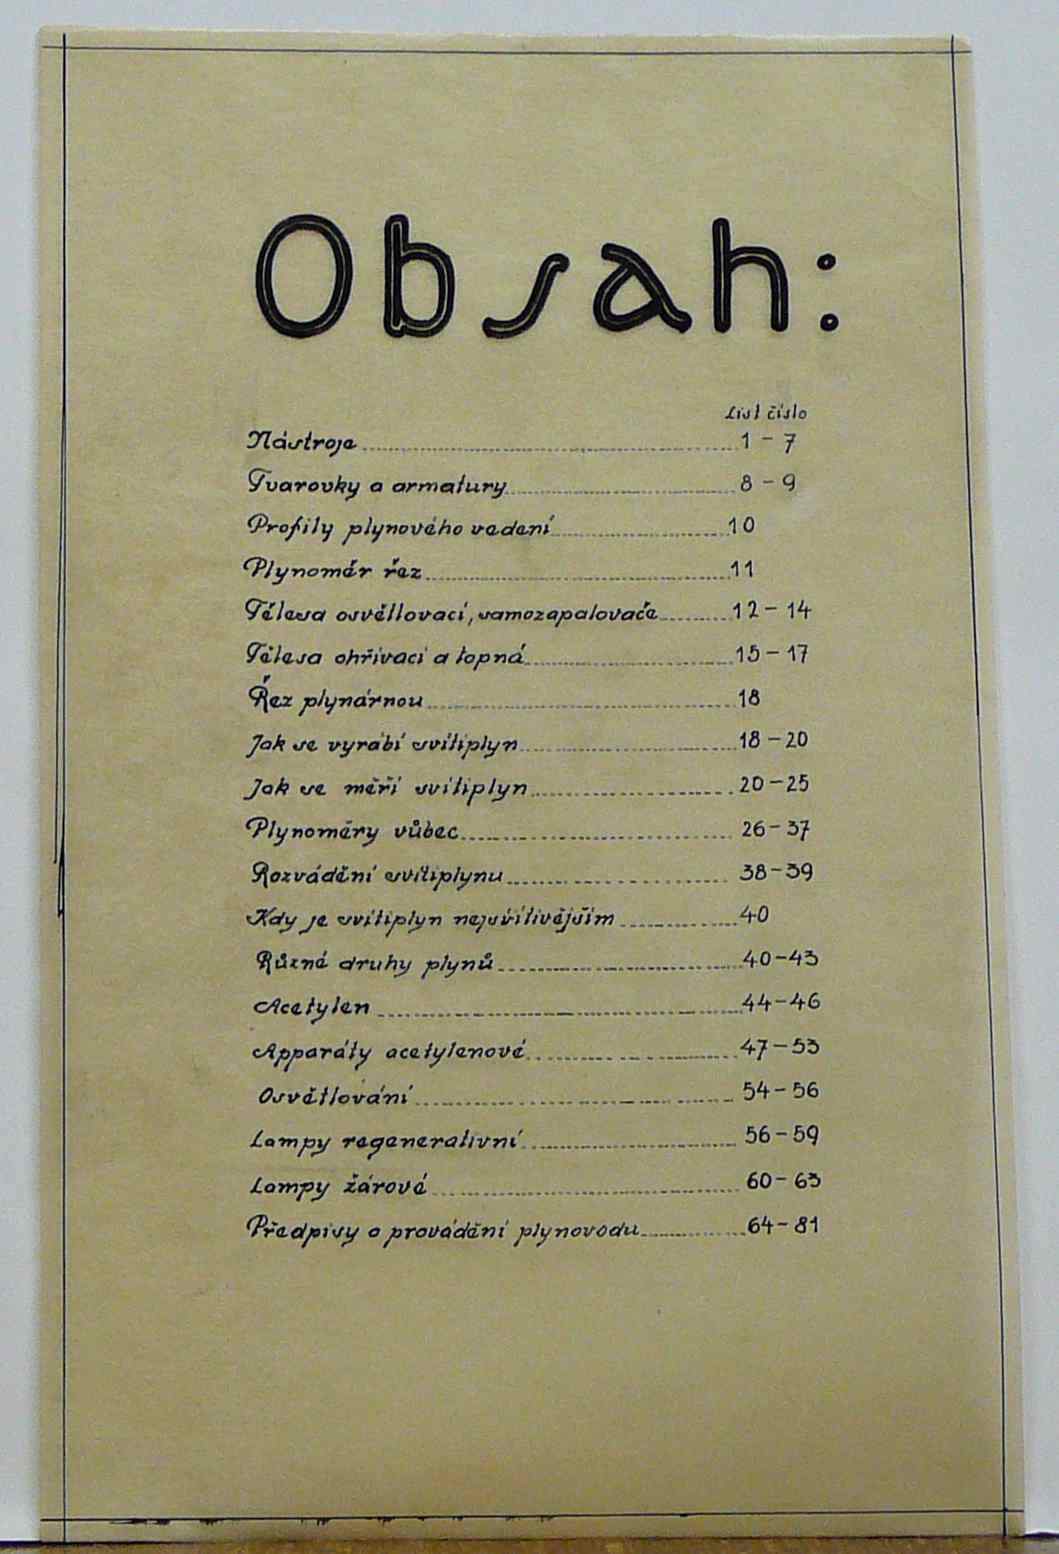 Obsah:
List číslo
Nástroje 1 - 7
Tvarovky a armatury 8 - 9
Profily plynového vedení 10
Plynoměr řez 11
Tělesa osvětlovací, samozapalovače 12 - 14
Tělesa ohřívací a topná 15 - 17
Řez plynárnou 18
Jak se vyrábí svítiplyn 18 - 20
Jak se měří svítiplyn 20 - 25
Plynoměry vůbec 26 - 37
Rozvádění svítiplynu 38 - 39
Kdy je svítiplyn nejsvítivějším 40
Různé druhy plynů 40 - 43
Acetylen 44 - 46
Apparáty acetylenové 47 - 53
Osvětlování 54 - 56
Lampy regenerativní 56 - 59
Lampy žárové 60 - 63
Předpisy o provádění plynovodu 64 - 81